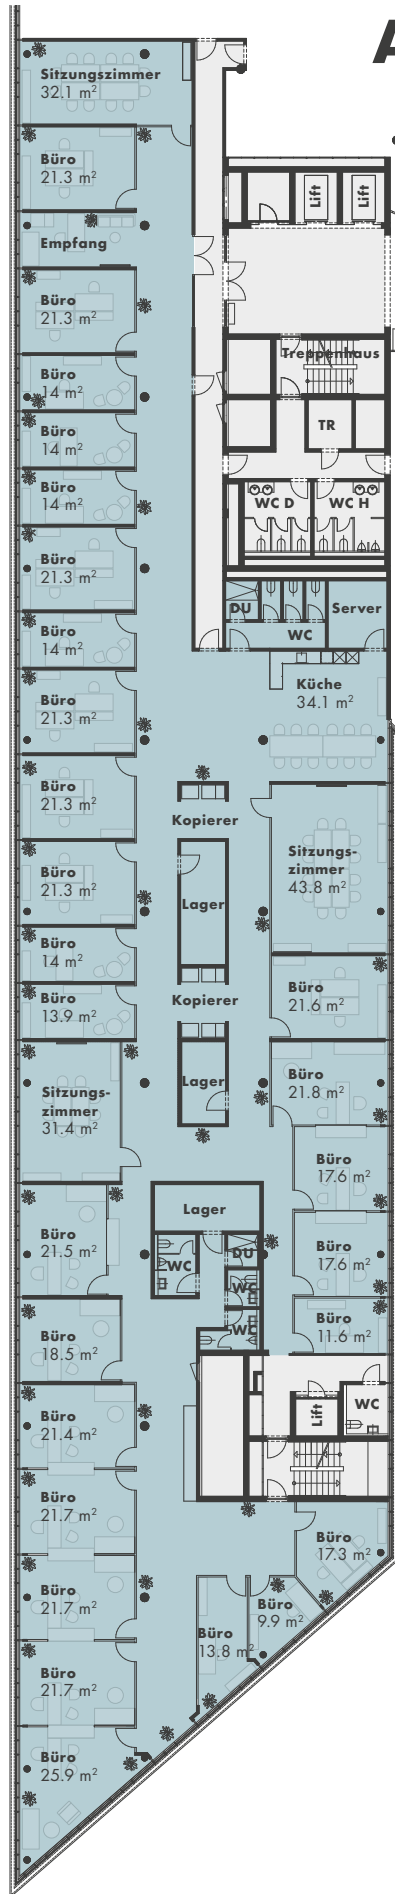 A
Sitzungszimmer
32.1 m²
Büro
21.3 m²
Lift
Lift
Empfang
Büro
21.3 m²
Treppenhaus
Büro
14 m²
Büro
14 m²
TR
Büro
14 m²
WC D
WC H
Büro
21.3 m²
DU
WC
Server
Büro
14 m²
Büro
21.3 m²
Küche
34.1 m²
Büro
21.3 m²
Kopierer
Büro
21.3 m²
Sitzungs-
zimmer
43.8 m²
Lager
Büro
14 m²
Büro
13.9 m²
Kopierer
Büro
21.6 m²
Sitzungs-
zimmer
31.4 m²
Lager
Büro
21.8 m²
Büro
17.6 m²
Lager
Büro
21.5 m²
WC
DU
Büro
17.6 m²
WC
Büro
18.5 m²
WC
Büro
11.6 m²
Büro
21.4 m²
Lift
WC
Büro
21.7 m²
Büro
17.3 m²
Büro
21.7 m²
Büro
9.9 m²
Büro
13.8 m²
Büro
21.7 m²
Büro
25.9 m²